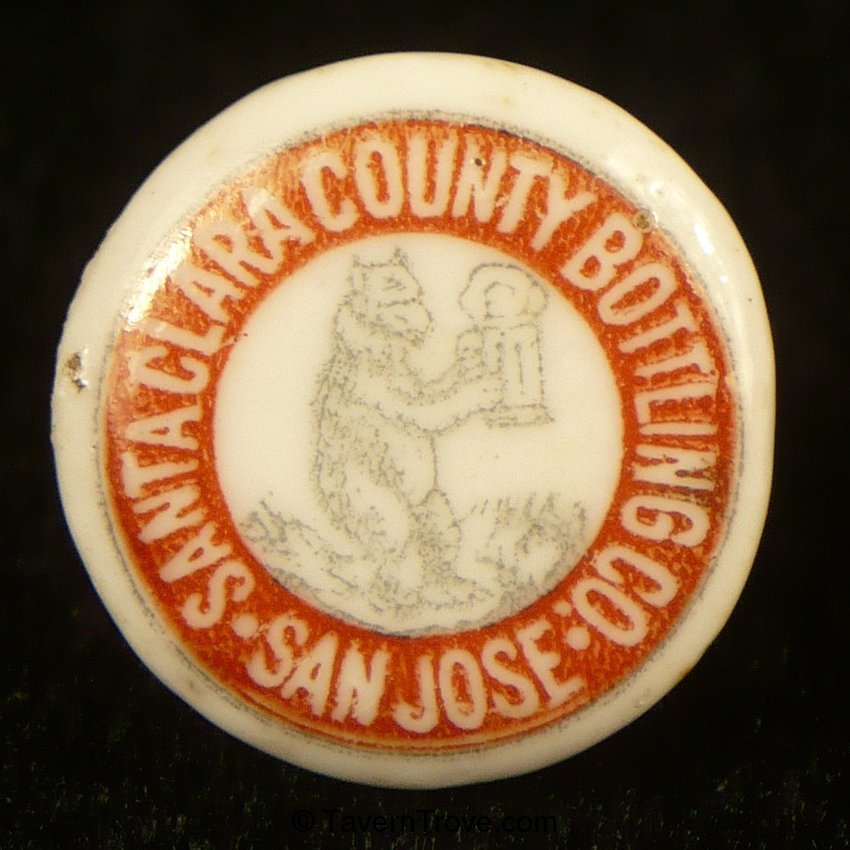 SANTA CLARA COUNTY BOTTLING CO.
• SAN JOSE •
© TavernTrove.com